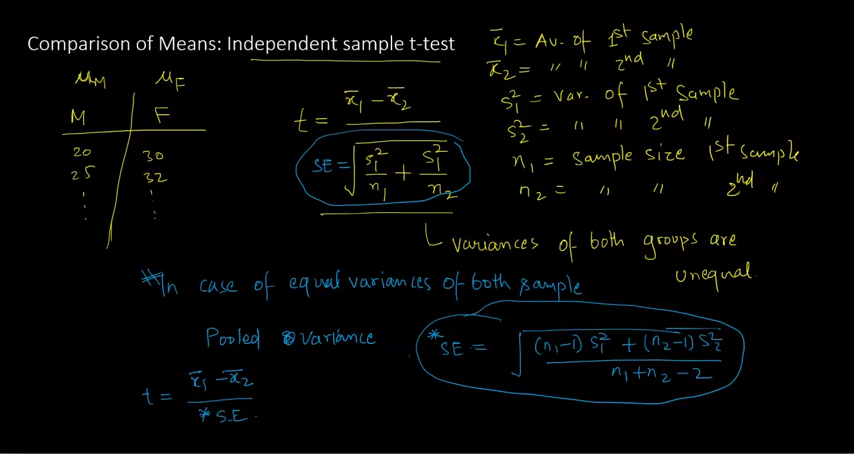 Comparison of Means: Independent sample t-test
μ_M μ_F
M F
20 30
25 32
⋮ ⋮
t = (x̄₁ − x̄₂) / 
SE = √(S₁²/n₁ + S₁²/n₂)
x̄₁ = Av. of 1st sample
x̄₂ = " " 2nd "
S₁² = Var. of 1st Sample
S₂² = " " 2nd "
n₁ = sample size 1st sample
n₂ = " " 2nd "
variances of both groups are
unequal.
*In case of equal variances of both sample
Pooled variance
*SE = √(((n₁−1) S₁² + (n₂−1) S₂²) / (n₁+n₂−2))
t = (x̄₁ − x̄₂) / *S.E.